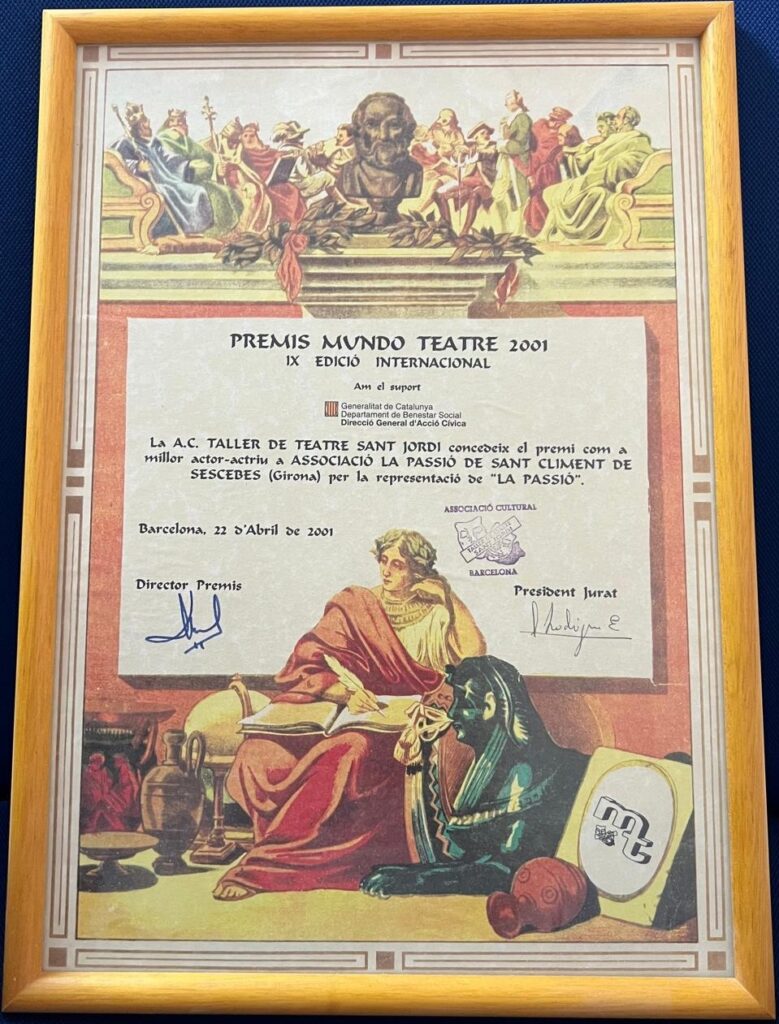 PREMIS MUNDO TEATRE 2001
IX EDICIÓ INTERNACIONAL
Am el suport
Generalitat de Catalunya
Departament de Benestar Social
Direcció General d'Acció Cívica
La A.C. TALLER DE TEATRE SANT JORDI concedeix el premi com a
millor actor-actriu a ASSOCIACIÓ LA PASSIÓ DE SANT CLIMENT DE
SESCEBES (Girona) per la representació de "LA PASSIÓ".
ASSOCIACIÓ CULTURAL
BARCELONA
Barcelona, 22 d'Abril de 2001
Director Premis
President Jurat
mt